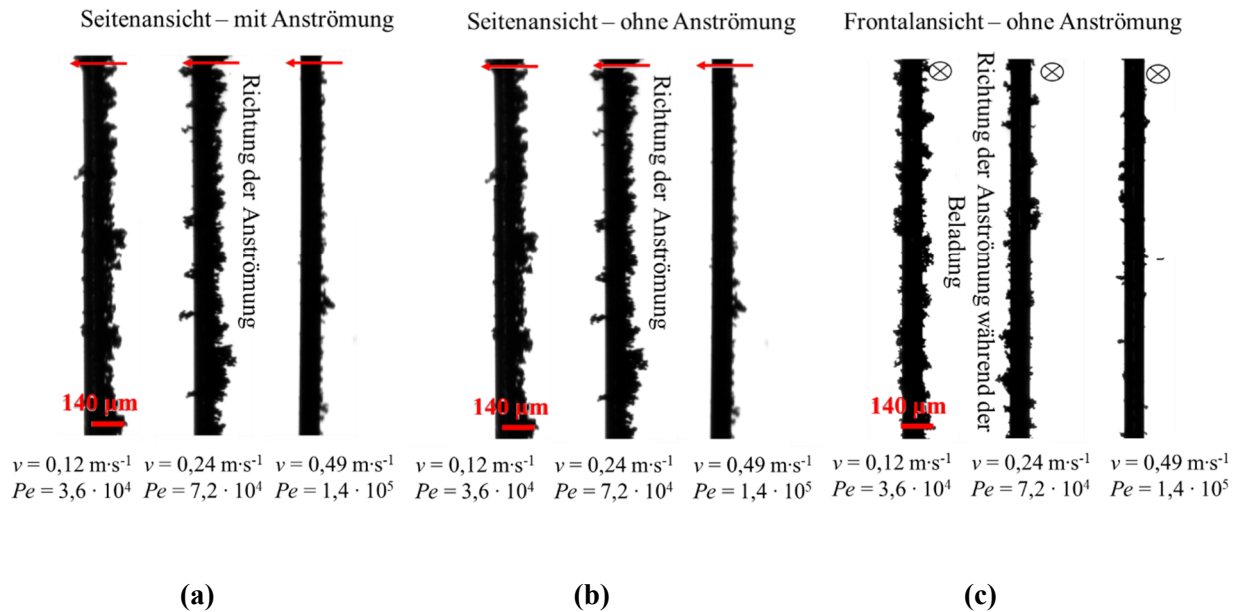 Seitenansicht – mit Anströmung
Richtung der Anströmung
140 µm
v = 0,12 m·s⁻¹ v = 0,24 m·s⁻¹ v = 0,49 m·s⁻¹
Pe = 3,6 · 10⁴ Pe = 7,2 · 10⁴ Pe = 1,4 · 10⁵
(a)
Seitenansicht – ohne Anströmung
Richtung der Anströmung
140 µm
v = 0,12 m·s⁻¹ v = 0,24 m·s⁻¹ v = 0,49 m·s⁻¹
Pe = 3,6 · 10⁴ Pe = 7,2 · 10⁴ Pe = 1,4 · 10⁵
(b)
Frontalansicht – ohne Anströmung
Richtung der Anströmung während der
Beladung
140 µm
v = 0,12 m·s⁻¹ v = 0,24 m·s⁻¹ v = 0,49 m·s⁻¹
Pe = 3,6 · 10⁴ Pe = 7,2 · 10⁴ Pe = 1,4 · 10⁵
(c)